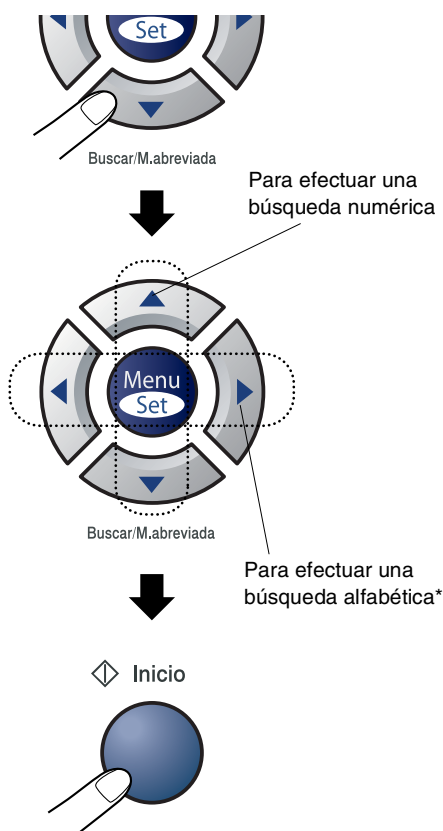 Set
Buscar/M.abreviada
Para efectuar una
búsqueda numérica
Menu
Set
Buscar/M.abreviada
Para efectuar una
búsqueda alfabética*
Inicio